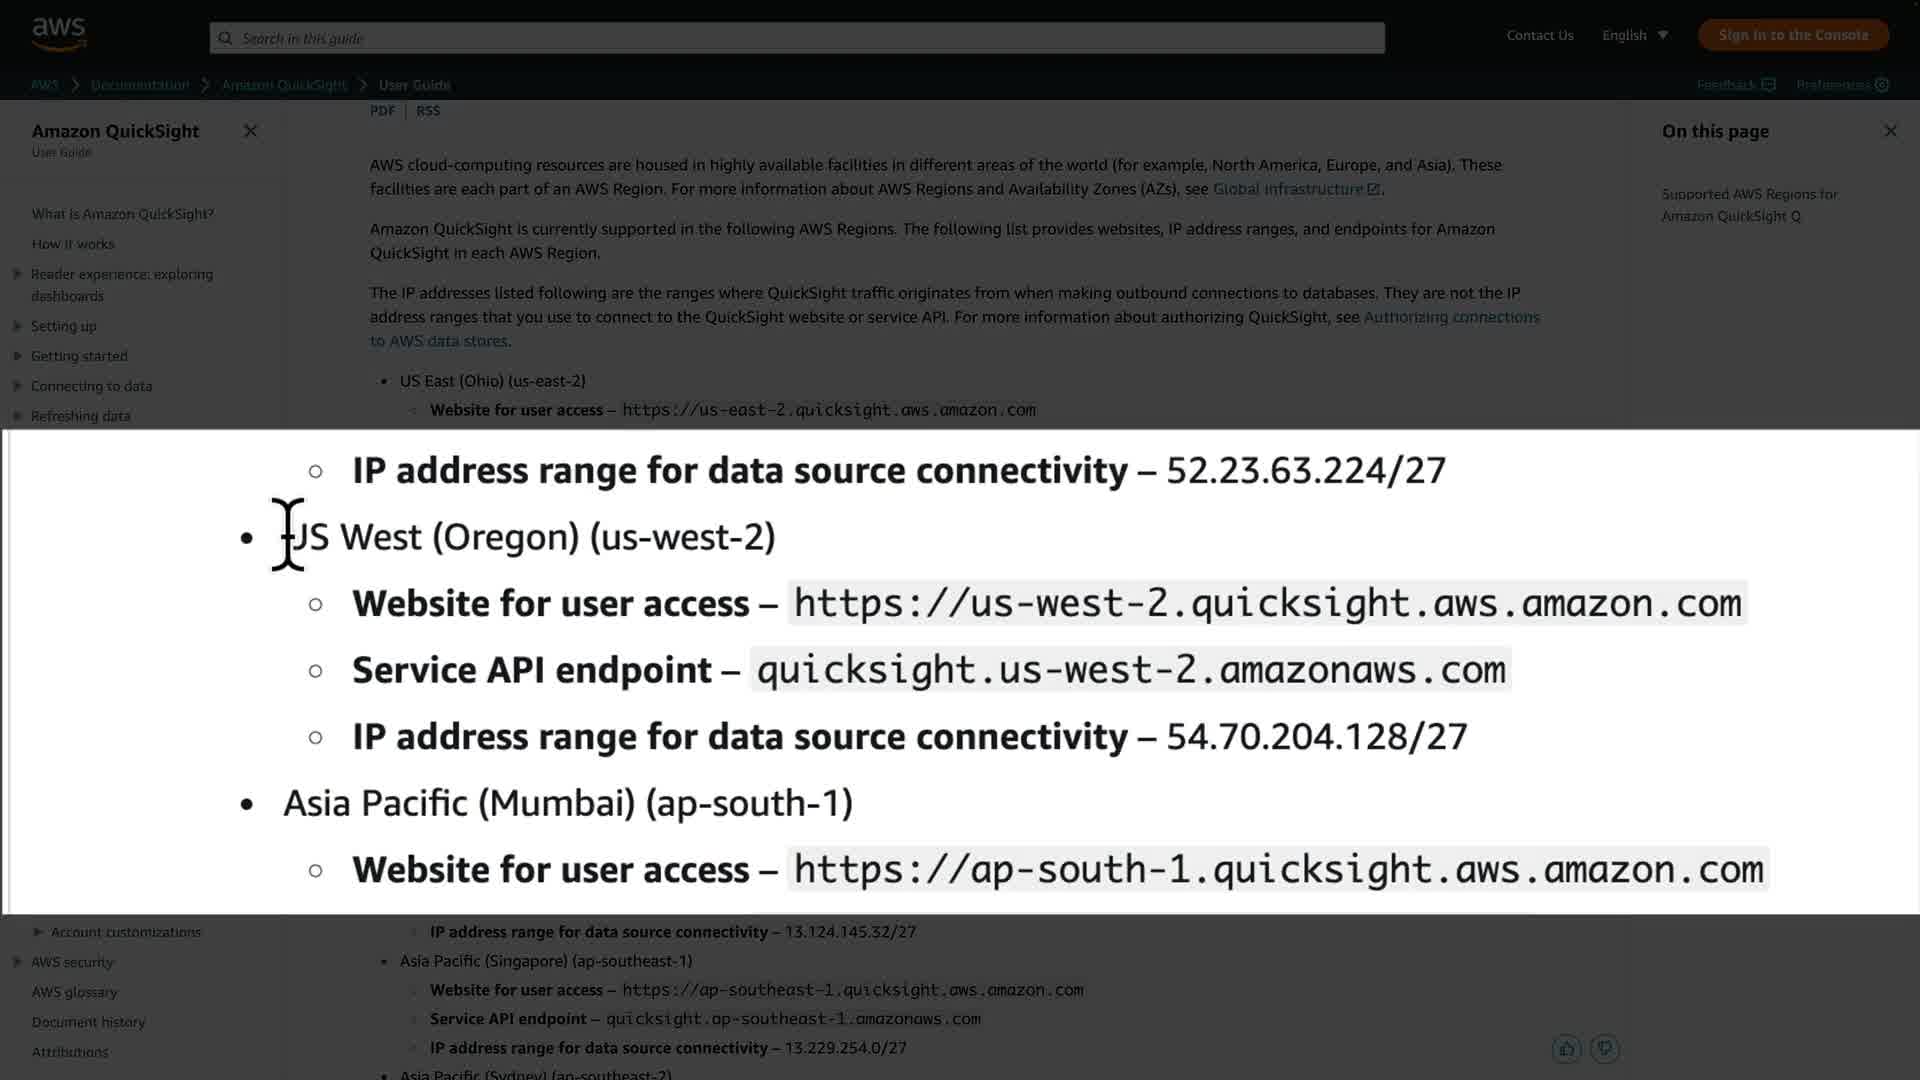 aws
Search in this guide
Contact Us
English
Sign In to the Console
AWS
Documentation
Amazon QuickSight
User Guide
Feedback
Preferences
Amazon QuickSight
User Guide
What is Amazon QuickSight?
How it works
Reader experience: exploring
dashboards
Setting up
Getting started
Connecting to data
Refreshing data
PDF | RSS
AWS cloud-computing resources are housed in highly available facilities in different areas of the world (for example, North America, Europe, and Asia). These
facilities are each part of an AWS Region. For more information about AWS Regions and Availability Zones (AZs), see Global infrastructure.
Amazon QuickSight is currently supported in the following AWS Regions. The following list provides websites, IP address ranges, and endpoints for Amazon
QuickSight in each AWS Region.
The IP addresses listed following are the ranges where QuickSight traffic originates from when making outbound connections to databases. They are not the IP
address ranges that you use to connect to the QuickSight website or service API. For more information about authorizing QuickSight, see Authorizing connections
to AWS data stores.
• US East (Ohio) (us-east-2)
Website for user access – https://us-east-2.quicksight.aws.amazon.com
On this page
Supported AWS Regions for
Amazon QuickSight Q
IP address range for data source connectivity – 52.23.63.224/27
• US West (Oregon) (us-west-2)
Website for user access – https://us-west-2.quicksight.aws.amazon.com
Service API endpoint – quicksight.us-west-2.amazonaws.com
IP address range for data source connectivity – 54.70.204.128/27
• Asia Pacific (Mumbai) (ap-south-1)
Website for user access – https://ap-south-1.quicksight.aws.amazon.com
Account customizations
AWS security
AWS glossary
Document history
Attributions
IP address range for data source connectivity – 13.124.145.32/27
• Asia Pacific (Singapore) (ap-southeast-1)
Website for user access – https://ap-southeast-1.quicksight.aws.amazon.com
Service API endpoint – quicksight.ap-southeast-1.amazonaws.com
IP address range for data source connectivity – 13.229.254.0/27
• Asia Pacific (Sydney) (ap-southeast-2)